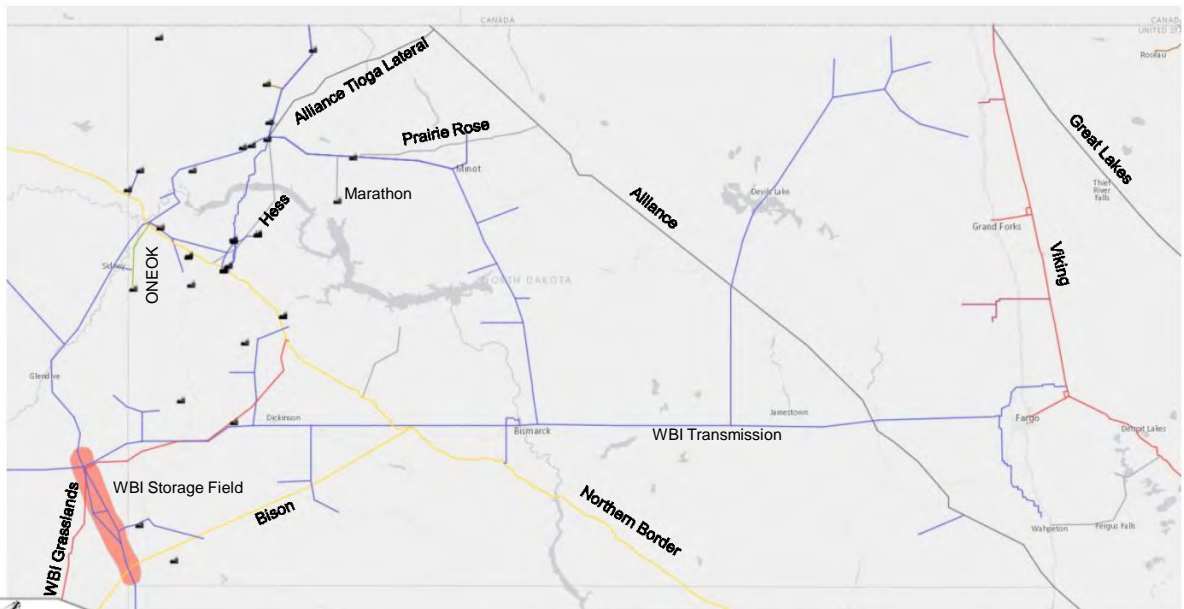 CANADA
CANAD
UNITED STA
Roseau
Alliance Tioga Lateral
Prairie Rose
Great Lakes
Minot
Thief
River
Falls
Hess
Marathon
Devils Lake
Alliance
Grand Forks
Viking
Sidney
ONEOK
NORTH DAKOTA
Glendive
Dickinson
Bismarck
WBI Transmission
Jamestown
Fargo
Detroit Lakes
WBI Storage Field
WBI Grasslands
Bison
Northern Border
Wahpeton
Fergus Falls